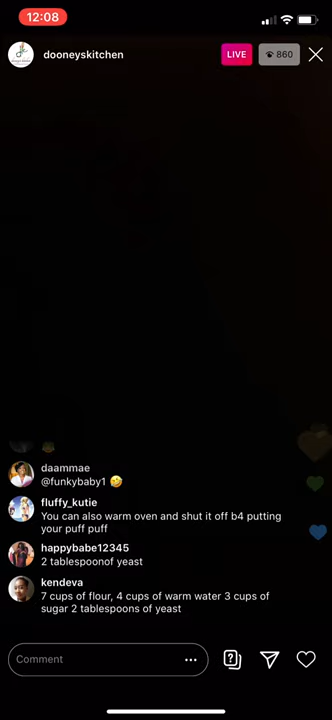 12:08
dooneyskitchen
LIVE
860
daammae
@funkybaby1 🤣
fluffy_kutie
You can also warm oven and shut it off b4 putting
your puff puff
happybabe12345
2 tablespoonof yeast
kendeva
7 cups of flour, 4 cups of warm water 3 cups of
sugar 2 tablespoons of yeast
Comment